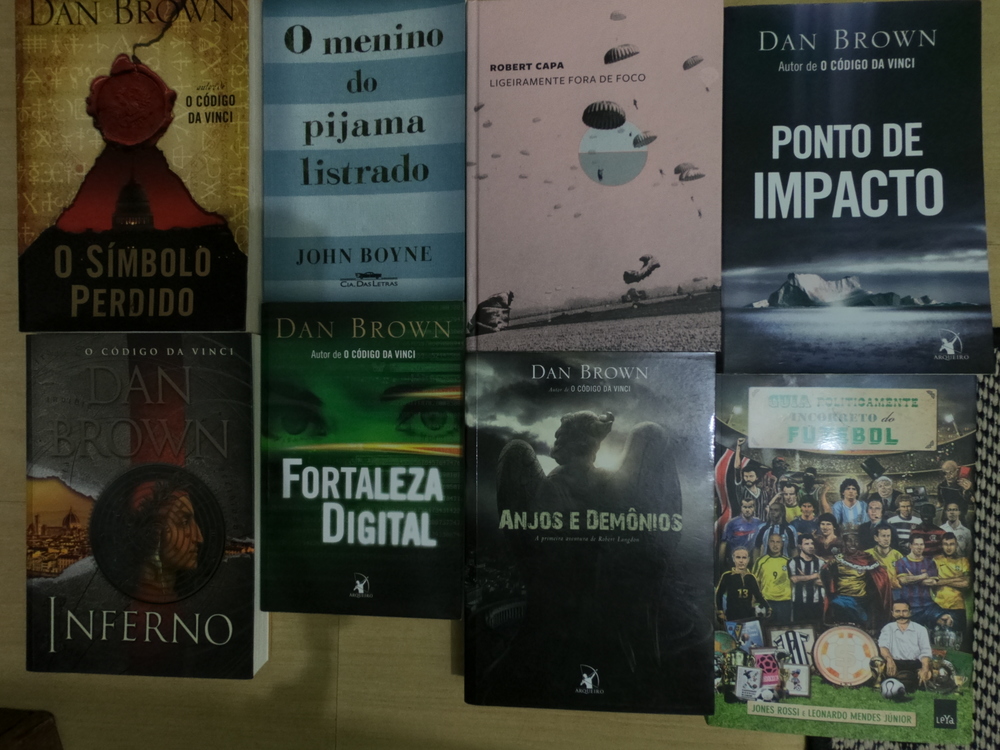 DAN BROWN
autor de
O CÓDIGO
DA VINCI
O SÍMBOLO
PERDIDO
O menino
do
pijama
listrado
JOHN BOYNE
CIA. DAS LETRAS
ROBERT CAPA
LIGEIRAMENTE FORA DE FOCO
DAN BROWN
Autor de O CÓDIGO DA VINCI
PONTO DE
IMPACTO
ARQUEIRO
O CÓDIGO DA VINCI
DAN
BROWN
INFERNO
DAN BROWN
Autor de O CÓDIGO DA VINCI
FORTALEZA
DIGITAL
ARQUEIRO
DAN BROWN
Autor de O CÓDIGO DA VINCI
ANJOS E DEMÔNIOS
A primeira aventura de Robert Langdon
ARQUEIRO
GUIA POLITICAMENTE
INCORRETO do
FUTEBOL
13
9
JONES ROSSI e LEONARDO MENDES JÚNIOR
LeYa